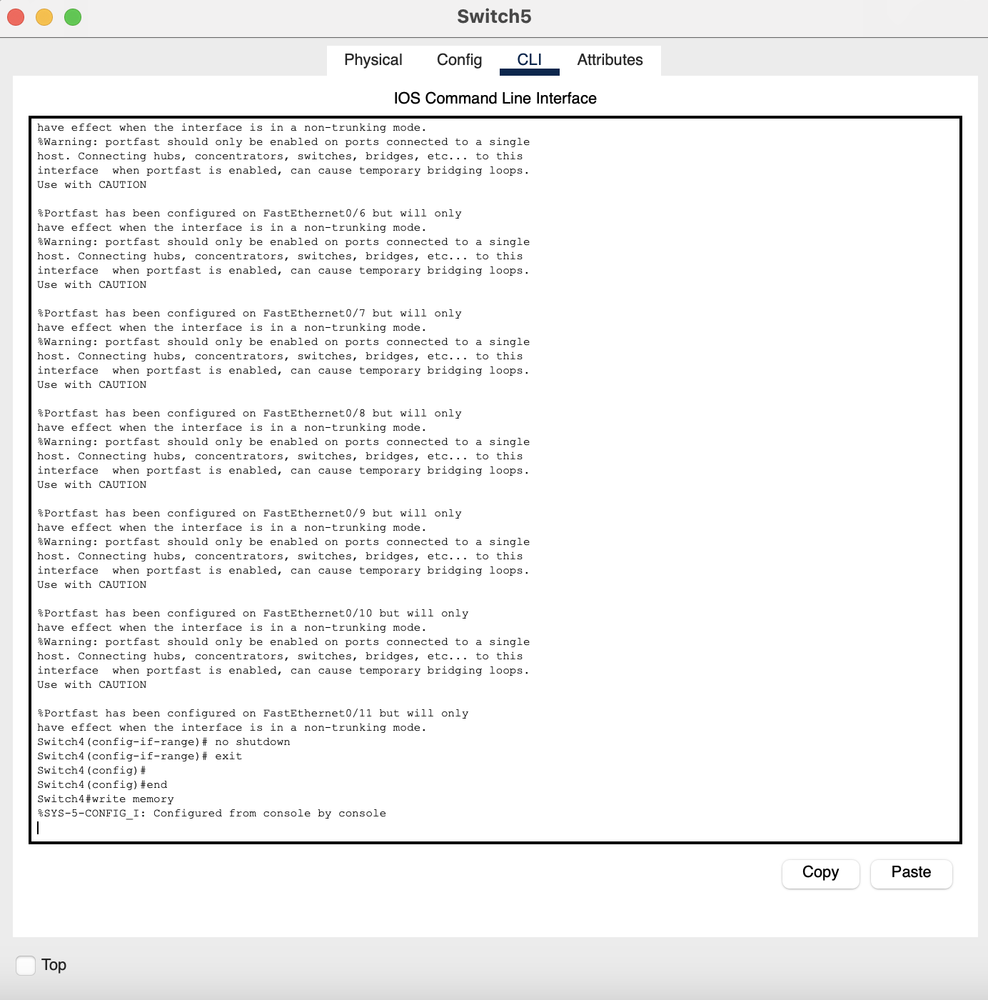 Switch5
Physical Config CLI Attributes
IOS Command Line Interface
have effect when the interface is in a non-trunking mode.
%Warning: portfast should only be enabled on ports connected to a single
host. Connecting hubs, concentrators, switches, bridges, etc... to this
interface  when portfast is enabled, can cause temporary bridging loops.
Use with CAUTION

%Portfast has been configured on FastEthernet0/6 but will only
have effect when the interface is in a non-trunking mode.
%Warning: portfast should only be enabled on ports connected to a single
host. Connecting hubs, concentrators, switches, bridges, etc... to this
interface  when portfast is enabled, can cause temporary bridging loops.
Use with CAUTION

%Portfast has been configured on FastEthernet0/7 but will only
have effect when the interface is in a non-trunking mode.
%Warning: portfast should only be enabled on ports connected to a single
host. Connecting hubs, concentrators, switches, bridges, etc... to this
interface  when portfast is enabled, can cause temporary bridging loops.
Use with CAUTION

%Portfast has been configured on FastEthernet0/8 but will only
have effect when the interface is in a non-trunking mode.
%Warning: portfast should only be enabled on ports connected to a single
host. Connecting hubs, concentrators, switches, bridges, etc... to this
interface  when portfast is enabled, can cause temporary bridging loops.
Use with CAUTION

%Portfast has been configured on FastEthernet0/9 but will only
have effect when the interface is in a non-trunking mode.
%Warning: portfast should only be enabled on ports connected to a single
host. Connecting hubs, concentrators, switches, bridges, etc... to this
interface  when portfast is enabled, can cause temporary bridging loops.
Use with CAUTION

%Portfast has been configured on FastEthernet0/10 but will only
have effect when the interface is in a non-trunking mode.
%Warning: portfast should only be enabled on ports connected to a single
host. Connecting hubs, concentrators, switches, bridges, etc... to this
interface  when portfast is enabled, can cause temporary bridging loops.
Use with CAUTION

%Portfast has been configured on FastEthernet0/11 but will only
have effect when the interface is in a non-trunking mode.
Switch4(config-if-range)# no shutdown
Switch4(config-if-range)# exit
Switch4(config)#
Switch4(config)#end
Switch4#write memory
%SYS-5-CONFIG_I: Configured from console by console
Copy Paste
Top